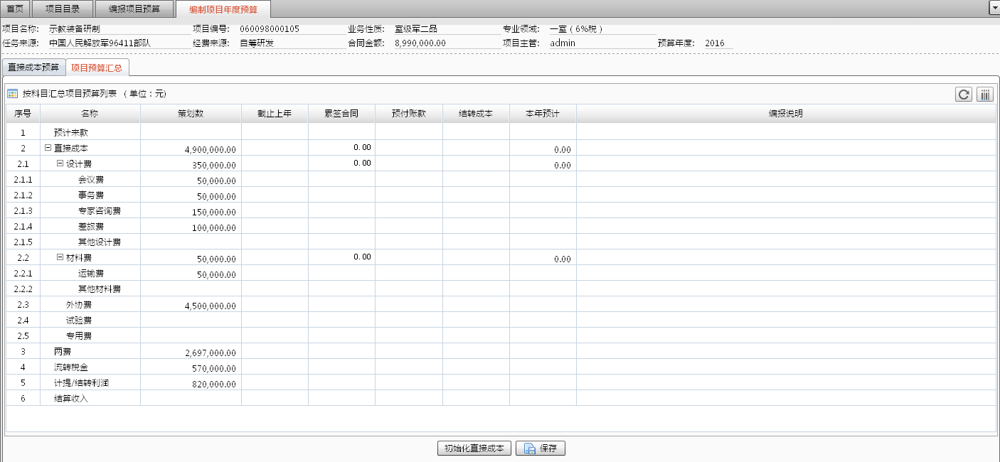 首页 项目目录 编报项目预算 编制项目年度预算
项目名称: 示教装备研制 项目编号: 060098000105 业务性质: 室级军二品 专业领域: 一室（6%税）
任务来源: 中国人民解放军96411部队 经费来源: 自筹研发 合同金额: 8,990,000.00 项目主管: admin 预算年度: 2016
直接成本预算 项目预算汇总
按科目汇总项目预算列表 （单位：元）
序号 名称 策划数 截止上年 累签合同 预付账款 结转成本 本年预计 编报说明
1 预计来款
2 直接成本 4,900,000.00 0.00 0.00
2.1 设计费 350,000.00 0.00 0.00
2.1.1 会议费 50,000.00
2.1.2 事务费 50,000.00
2.1.3 专家咨询费 150,000.00
2.1.4 差旅费 100,000.00
2.1.5 其他设计费
2.2 材料费 50,000.00 0.00 0.00
2.2.1 运输费 50,000.00
2.2.2 其他材料费
2.3 外协费 4,500,000.00
2.4 试验费
2.5 专用费
3 两费 2,697,000.00
4 流转税金 570,000.00
5 计提/结转利润 820,000.00
6 结算收入
初始化直接成本 保存